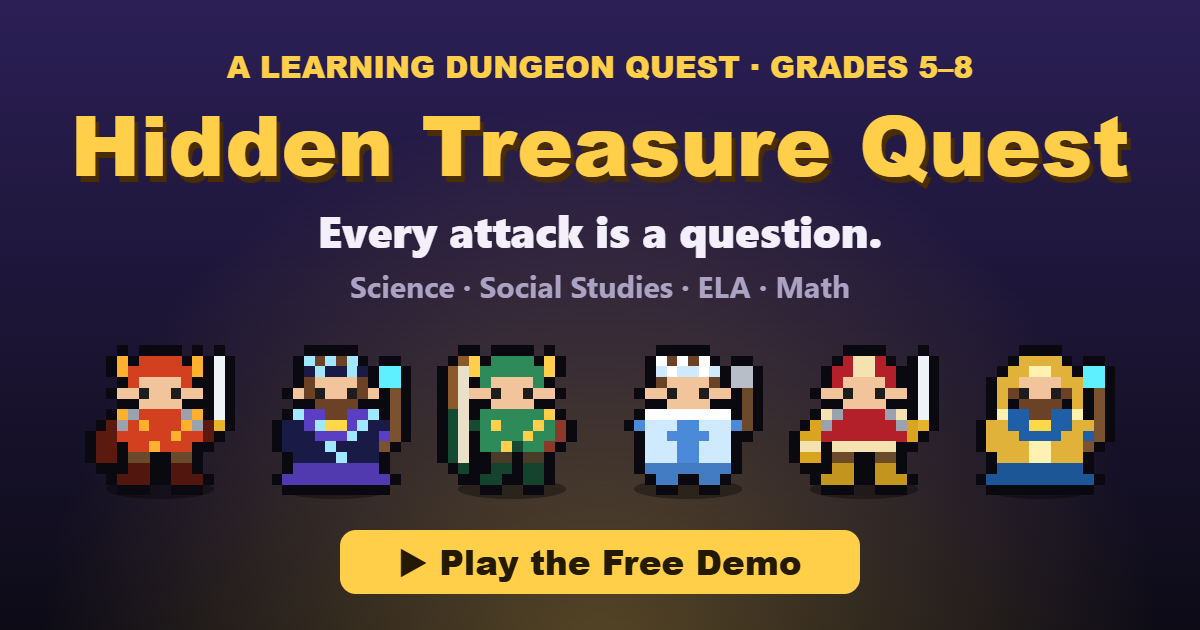 A LEARNING DUNGEON QUEST · GRADES 5–8
Hidden Treasure Quest
Every attack is a question.
Science · Social Studies · ELA · Math
▶ Play the Free Demo